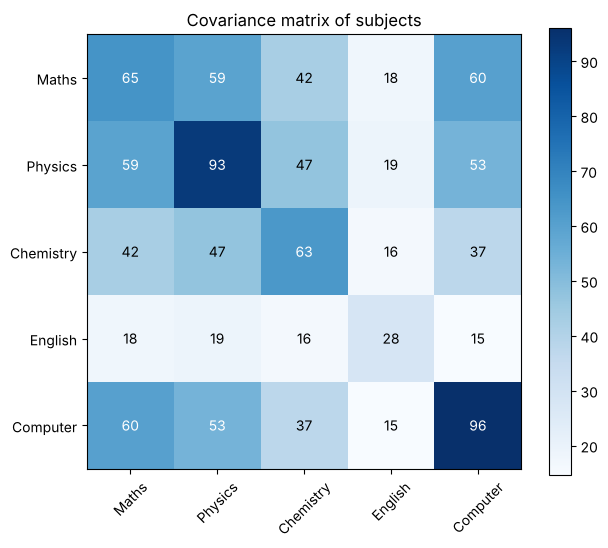 Covariance matrix of subjects
Maths 65 59 42 18 60
Physics 59 93 47 19 53
Chemistry 42 47 63 16 37
English 18 19 16 28 15
Computer 60 53 37 15 96
Maths Physics Chemistry English Computer
90
80
70
60
50
40
30
20